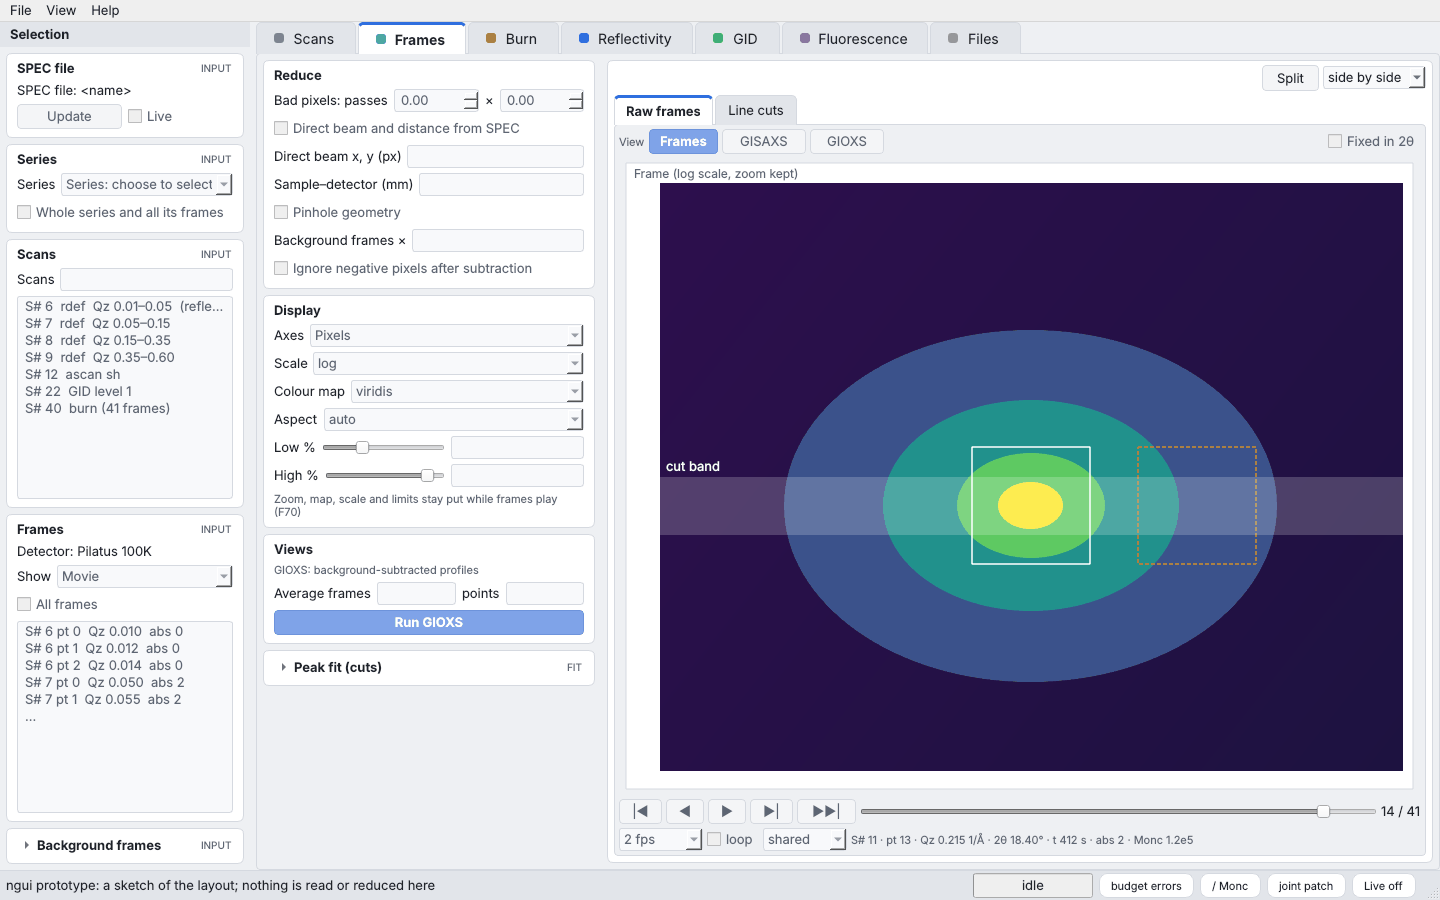 File View Help
Selection
SPEC file INPUT
SPEC file: <name>
Update Live
Series INPUT
Series Series: choose to select
Whole series and all its frames
Scans INPUT
Scans
S# 6 rdef Qz 0.01–0.05 (refle...
S# 7 rdef Qz 0.05–0.15
S# 8 rdef Qz 0.15–0.35
S# 9 rdef Qz 0.35–0.60
S# 12 ascan sh
S# 22 GID level 1
S# 40 burn (41 frames)
Frames INPUT
Detector: Pilatus 100K
Show Movie
All frames
S# 6 pt 0 Qz 0.010 abs 0
S# 6 pt 1 Qz 0.012 abs 0
S# 6 pt 2 Qz 0.014 abs 0
S# 7 pt 0 Qz 0.050 abs 2
S# 7 pt 1 Qz 0.055 abs 2
...
Background frames INPUT
Scans Frames Burn Reflectivity GID Fluorescence Files
Reduce
Bad pixels: passes 0.00 × 0.00
Direct beam and distance from SPEC
Direct beam x, y (px)
Sample–detector (mm)
Pinhole geometry
Background frames ×
Ignore negative pixels after subtraction
Display
Axes Pixels
Scale log
Colour map viridis
Aspect auto
Low %
High %
Zoom, map, scale and limits stay put while frames play
(F70)
Views
GIOXS: background-subtracted profiles
Average frames points
Run GIOXS
Peak fit (cuts) FIT
Split side by side
Raw frames Line cuts
View Frames GISAXS GIOXS Fixed in 2θ
Frame (log scale, zoom kept)
cut band
14 / 41
2 fps loop shared S# 11 · pt 13 · Qz 0.215 1/Å · 2θ 18.40° · t 412 s · abs 2 · Monc 1.2e5
ngui prototype: a sketch of the layout; nothing is read or reduced here
idle budget errors / Monc joint patch Live off